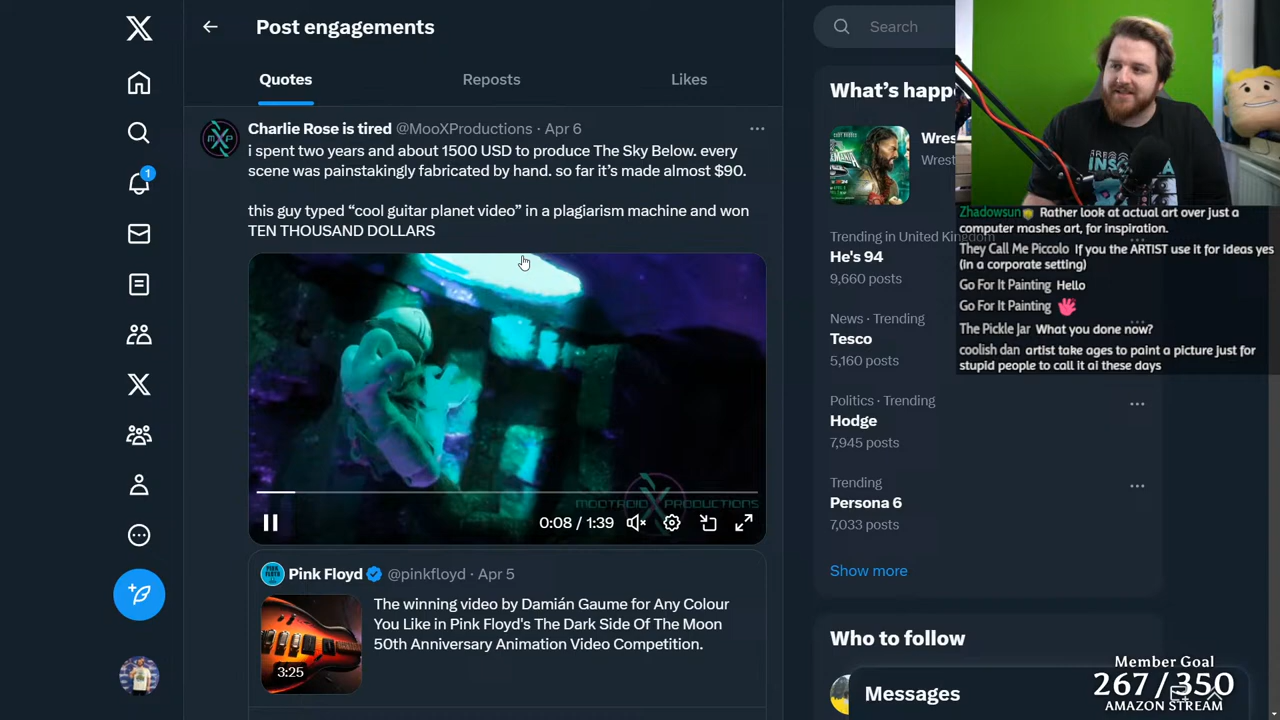 Post engagements
Quotes
Reposts
Likes
Charlie Rose is tired @MooXProductions · Apr 6
i spent two years and about 1500 USD to produce The Sky Below. every
scene was painstakingly fabricated by hand. so far it's made almost $90.
this guy typed "cool guitar planet video" in a plagiarism machine and won
TEN THOUSAND DOLLARS
MOOTROID PRODUCTIONS
0:08 / 1:39
Pink Floyd @pinkfloyd · Apr 5
The winning video by Damián Gaume for Any Colour
You Like in Pink Floyd's The Dark Side Of The Moon
50th Anniversary Animation Video Competition.
3:25
1
Search
What's happ
Wres
Wrest
Trending in United Kingdom
He's 94
9,660 posts
News · Trending
Tesco
5,160 posts
Politics · Trending
Hodge
7,945 posts
Trending
Persona 6
7,033 posts
Show more
Who to follow
Messages
Zhadowsun Rather look at actual art over just a
computer mashes art, for inspiration.
They Call Me Piccolo If you the ARTIST use it for ideas yes
(in a corporate setting)
Go For It Painting Hello
Go For It Painting
The Pickle Jar What you done now?
coolish dan artist take ages to paint a picture just for
stupid people to call it ai these days
Member Goal
267/350
AMAZON STREAM